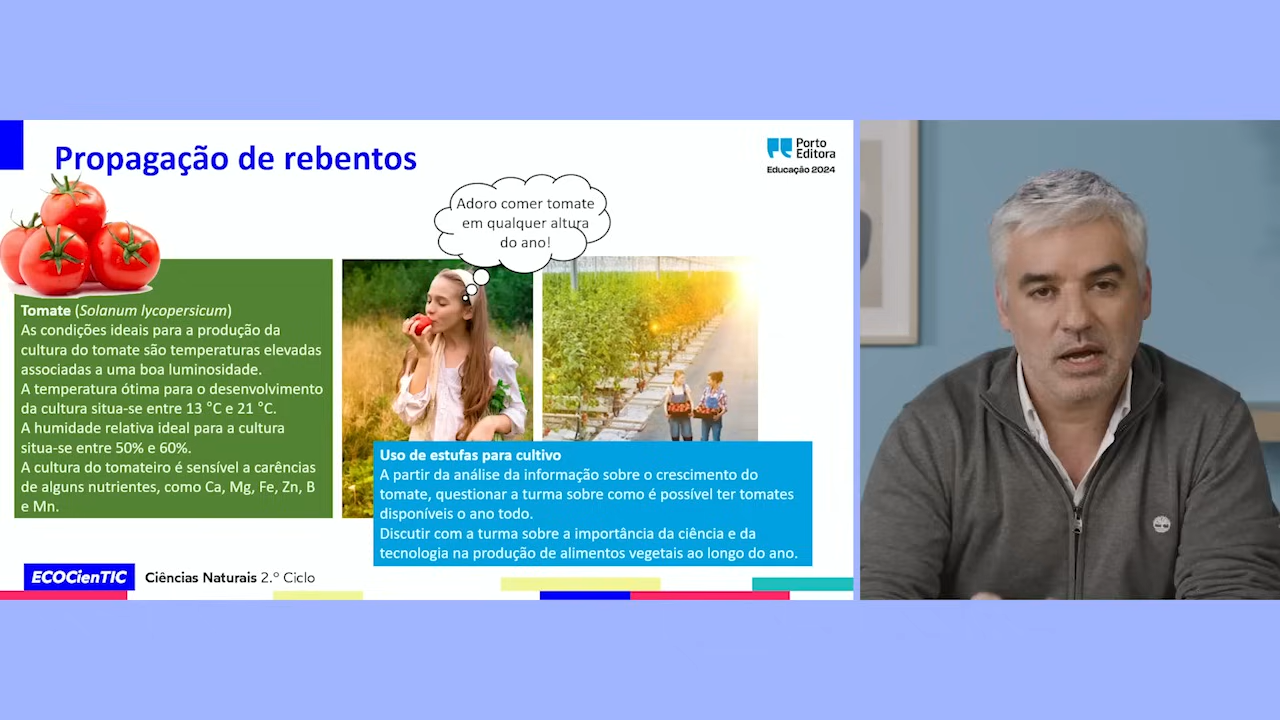 Propagação de rebentos
Porto
Editora
Educação 2024
Adoro comer tomate
em qualquer altura
do ano!
Tomate (Solanum lycopersicum)
As condições ideais para a produção da
cultura do tomate são temperaturas elevadas
associadas a uma boa luminosidade.
A temperatura ótima para o desenvolvimento
da cultura situa-se entre 13 °C e 21 °C.
A humidade relativa ideal para a cultura
situa-se entre 50% e 60%.
A cultura do tomateiro é sensível a carências
de alguns nutrientes, como Ca, Mg, Fe, Zn, B
e Mn.
Uso de estufas para cultivo
A partir da análise da informação sobre o crescimento do
tomate, questionar a turma sobre como é possível ter tomates
disponíveis o ano todo.
Discutir com a turma sobre a importância da ciência e da
tecnologia na produção de alimentos vegetais ao longo do ano.
ECOCienTIC Ciências Naturais 2.º Ciclo